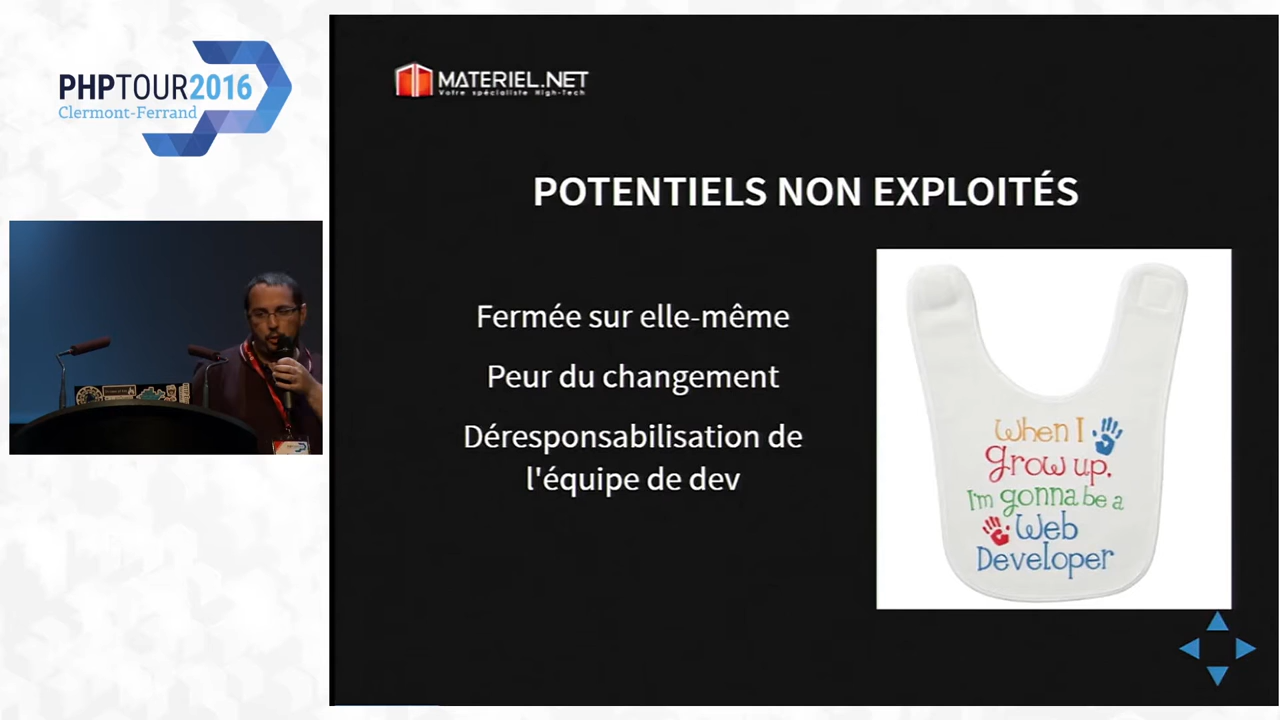 PHPTOUR2016
Clermont-Ferrand
MATERIEL.NET
Votre spécialiste High-Tech
POTENTIELS NON EXPLOITÉS
Fermée sur elle-même
Peur du changement
Déresponsabilisation de
l'équipe de dev
When I
grow up,
I'm gonna be a
Web
Developer